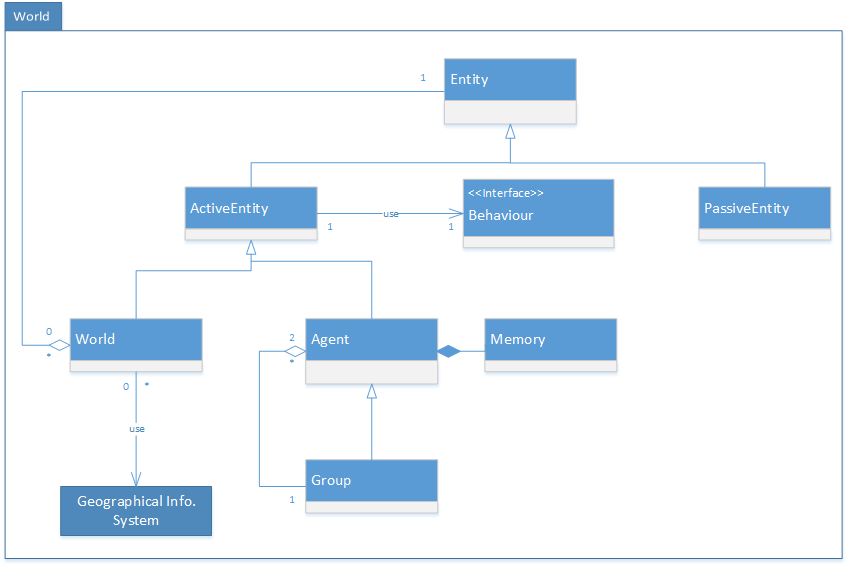 World
1
Entity
ActiveEntity
use
1
1
<<Interface>>
Behaviour
PassiveEntity
0
*
World
2
*
Agent
Memory
0
*
use
Geographical Info.
System
Group
1